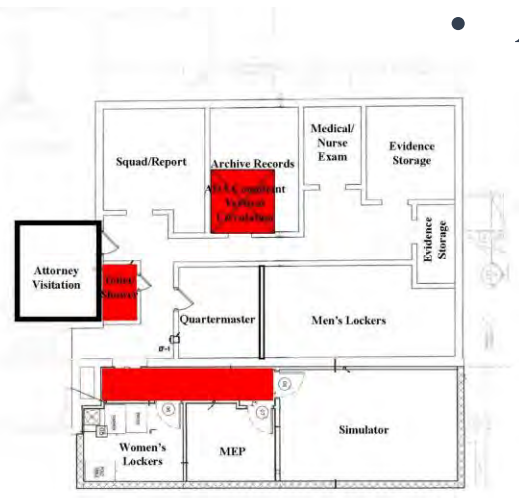 Medical/
Nurse
Exam
Squad/Report
Archive Records
Evidence
Storage
ADA Compliant
Vertical
Circulation
Evidence
Storage
Attorney
Visitation
Toilet/
Shower
Quartermaster
Men's Lockers
Women's
Lockers
MEP
Simulator